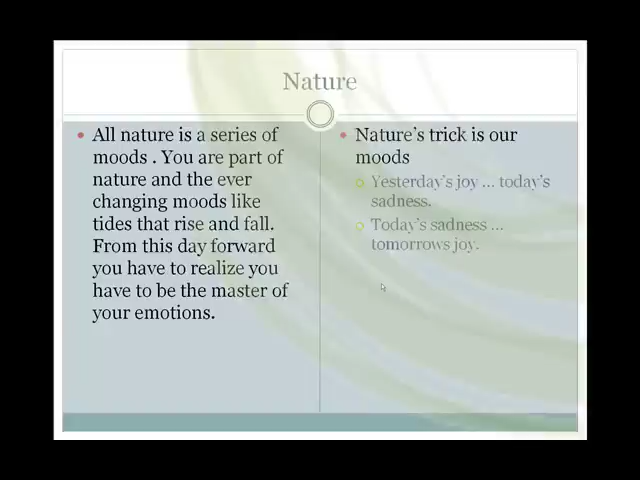 Nature
All nature is a series of
moods . You are part of
nature and the ever
changing moods like
tides that rise and fall.
From this day forward
you have to realize you
have to be the master of
your emotions.
Nature's trick is our
moods
Yesterday's joy ... today's
sadness.
Today's sadness ...
tomorrows joy.